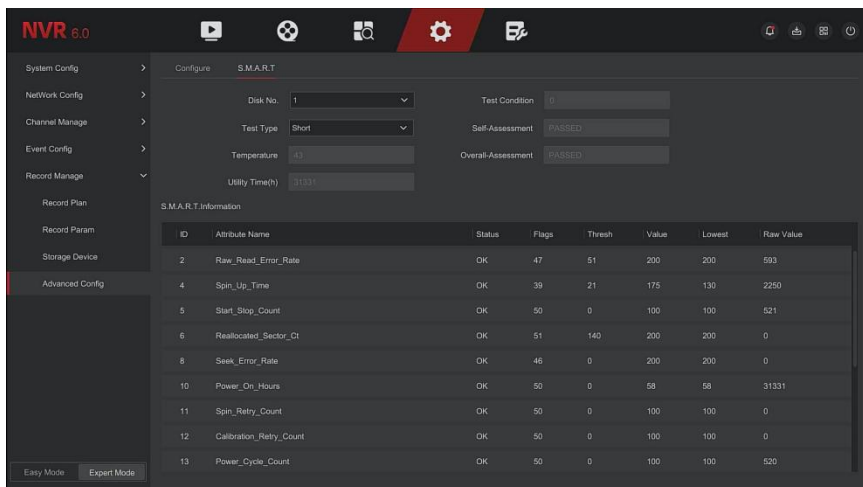 NVR 6.0
System Config
NetWork Config
Channel Manage
Event Config
Record Manage
Record Plan
Record Param
Storage Device
Advanced Config
Easy Mode Expert Mode
Configure S.M.A.R.T
Disk No. 1 Test Condition 0
Test Type Short Self-Assessment PASSED
Temperature 43 Overall-Assessment PASSED
Utility Time(h) 31331
S.M.A.R.T.Information
ID Attribute Name Status Flags Thresh Value Lowest Raw Value
2 Raw_Read_Error_Rate OK 47 51 200 200 593
4 Spin_Up_Time OK 39 21 175 130 2250
5 Start_Stop_Count OK 50 0 100 100 521
6 Reallocated_Sector_Ct OK 51 140 200 200 0
8 Seek_Error_Rate OK 46 0 200 200 0
10 Power_On_Hours OK 50 0 58 58 31331
11 Spin_Retry_Count OK 50 0 100 100 0
12 Calibration_Retry_Count OK 50 0 100 100 0
13 Power_Cycle_Count OK 50 0 100 100 520